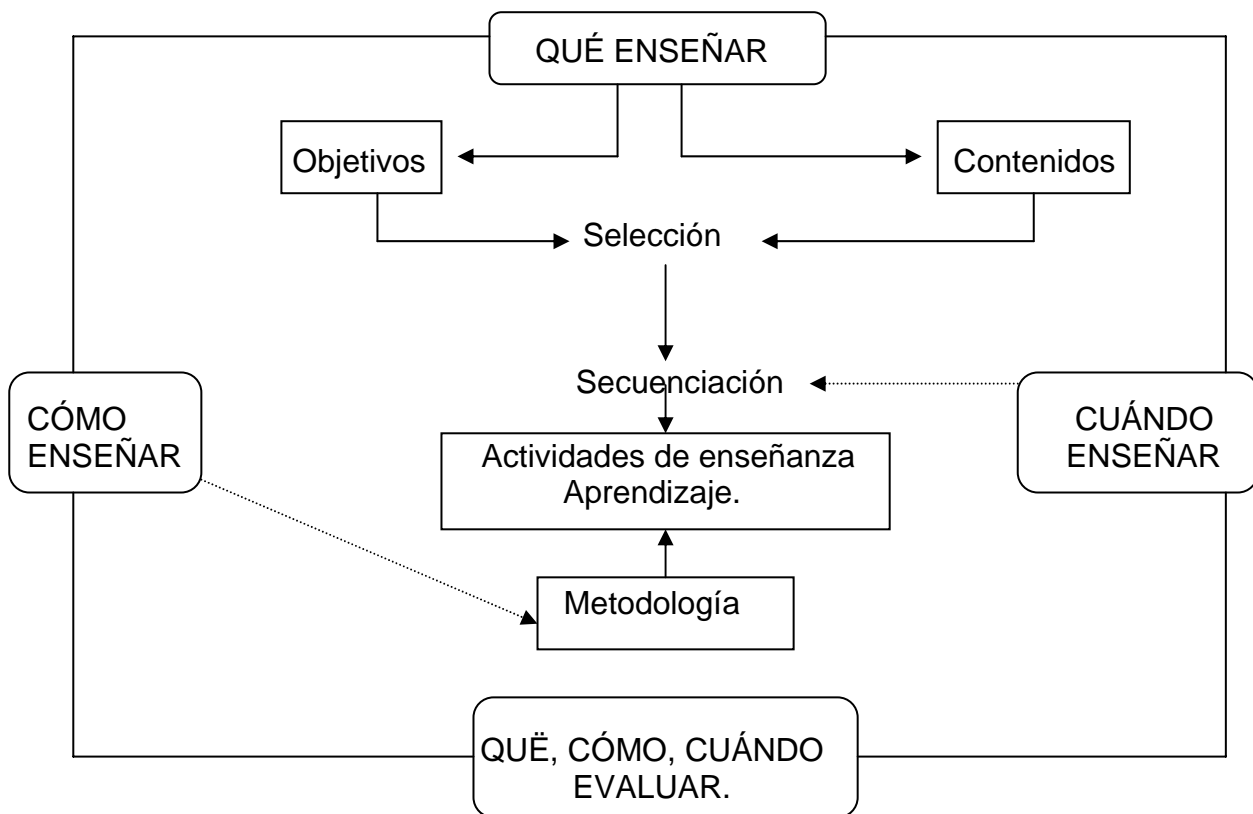 QUÉ ENSEÑAR
Objetivos
Contenidos
Selección
Secuenciación
CÓMO
ENSEÑAR
CUÁNDO
ENSEÑAR
Actividades de enseñanza
Aprendizaje.
Metodología
QUË, CÓMO, CUÁNDO
EVALUAR.